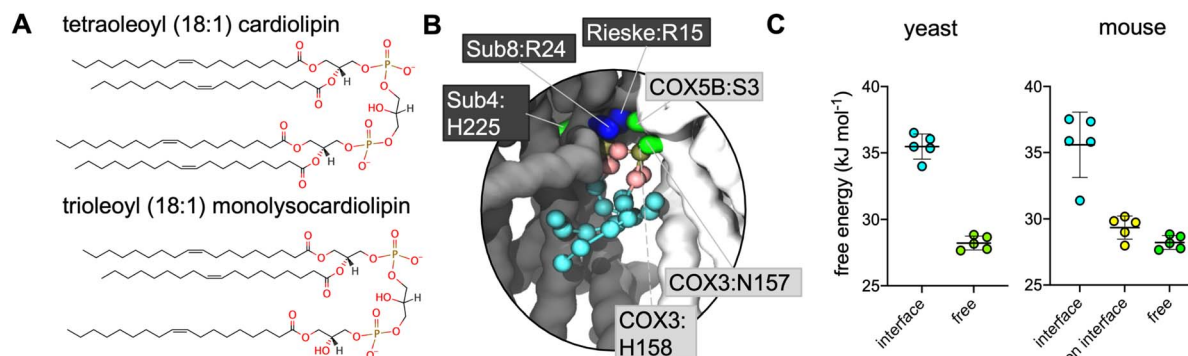 A
tetraoleoyl (18:1) cardiolipin
trioleoyl (18:1) monolysocardiolipin
B
Sub8:R24
Rieske:R15
COX5B:S3
Sub4:
H225
COX3:N157
COX3:
H158
C
yeast
mouse
free energy (kJ mol-1)
40
35
30
25
interface
free
40
35
30
25
interface
on interface
free